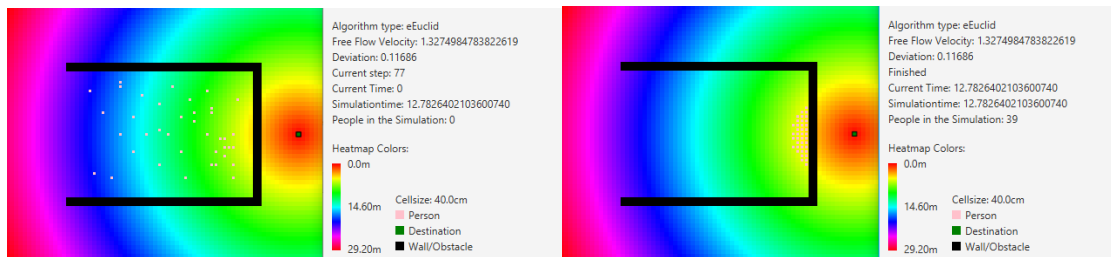 Algorithm type: eEuclid
Free Flow Velocity: 1.3274984783822619
Deviation: 0.11686
Current step: 77
Current Time: 0
Simulationtime: 12.7826402103600740
People in the Simulation: 0
Heatmap Colors:
0.0m
14.60m
29.20m
Cellsize: 40.0cm
Person
Destination
Wall/Obstacle
Algorithm type: eEuclid
Free Flow Velocity: 1.3274984783822619
Deviation: 0.11686
Finished
Current Time: 12.7826402103600740
Simulationtime: 12.7826402103600740
People in the Simulation: 39
Heatmap Colors:
0.0m
14.60m
29.20m
Cellsize: 40.0cm
Person
Destination
Wall/Obstacle